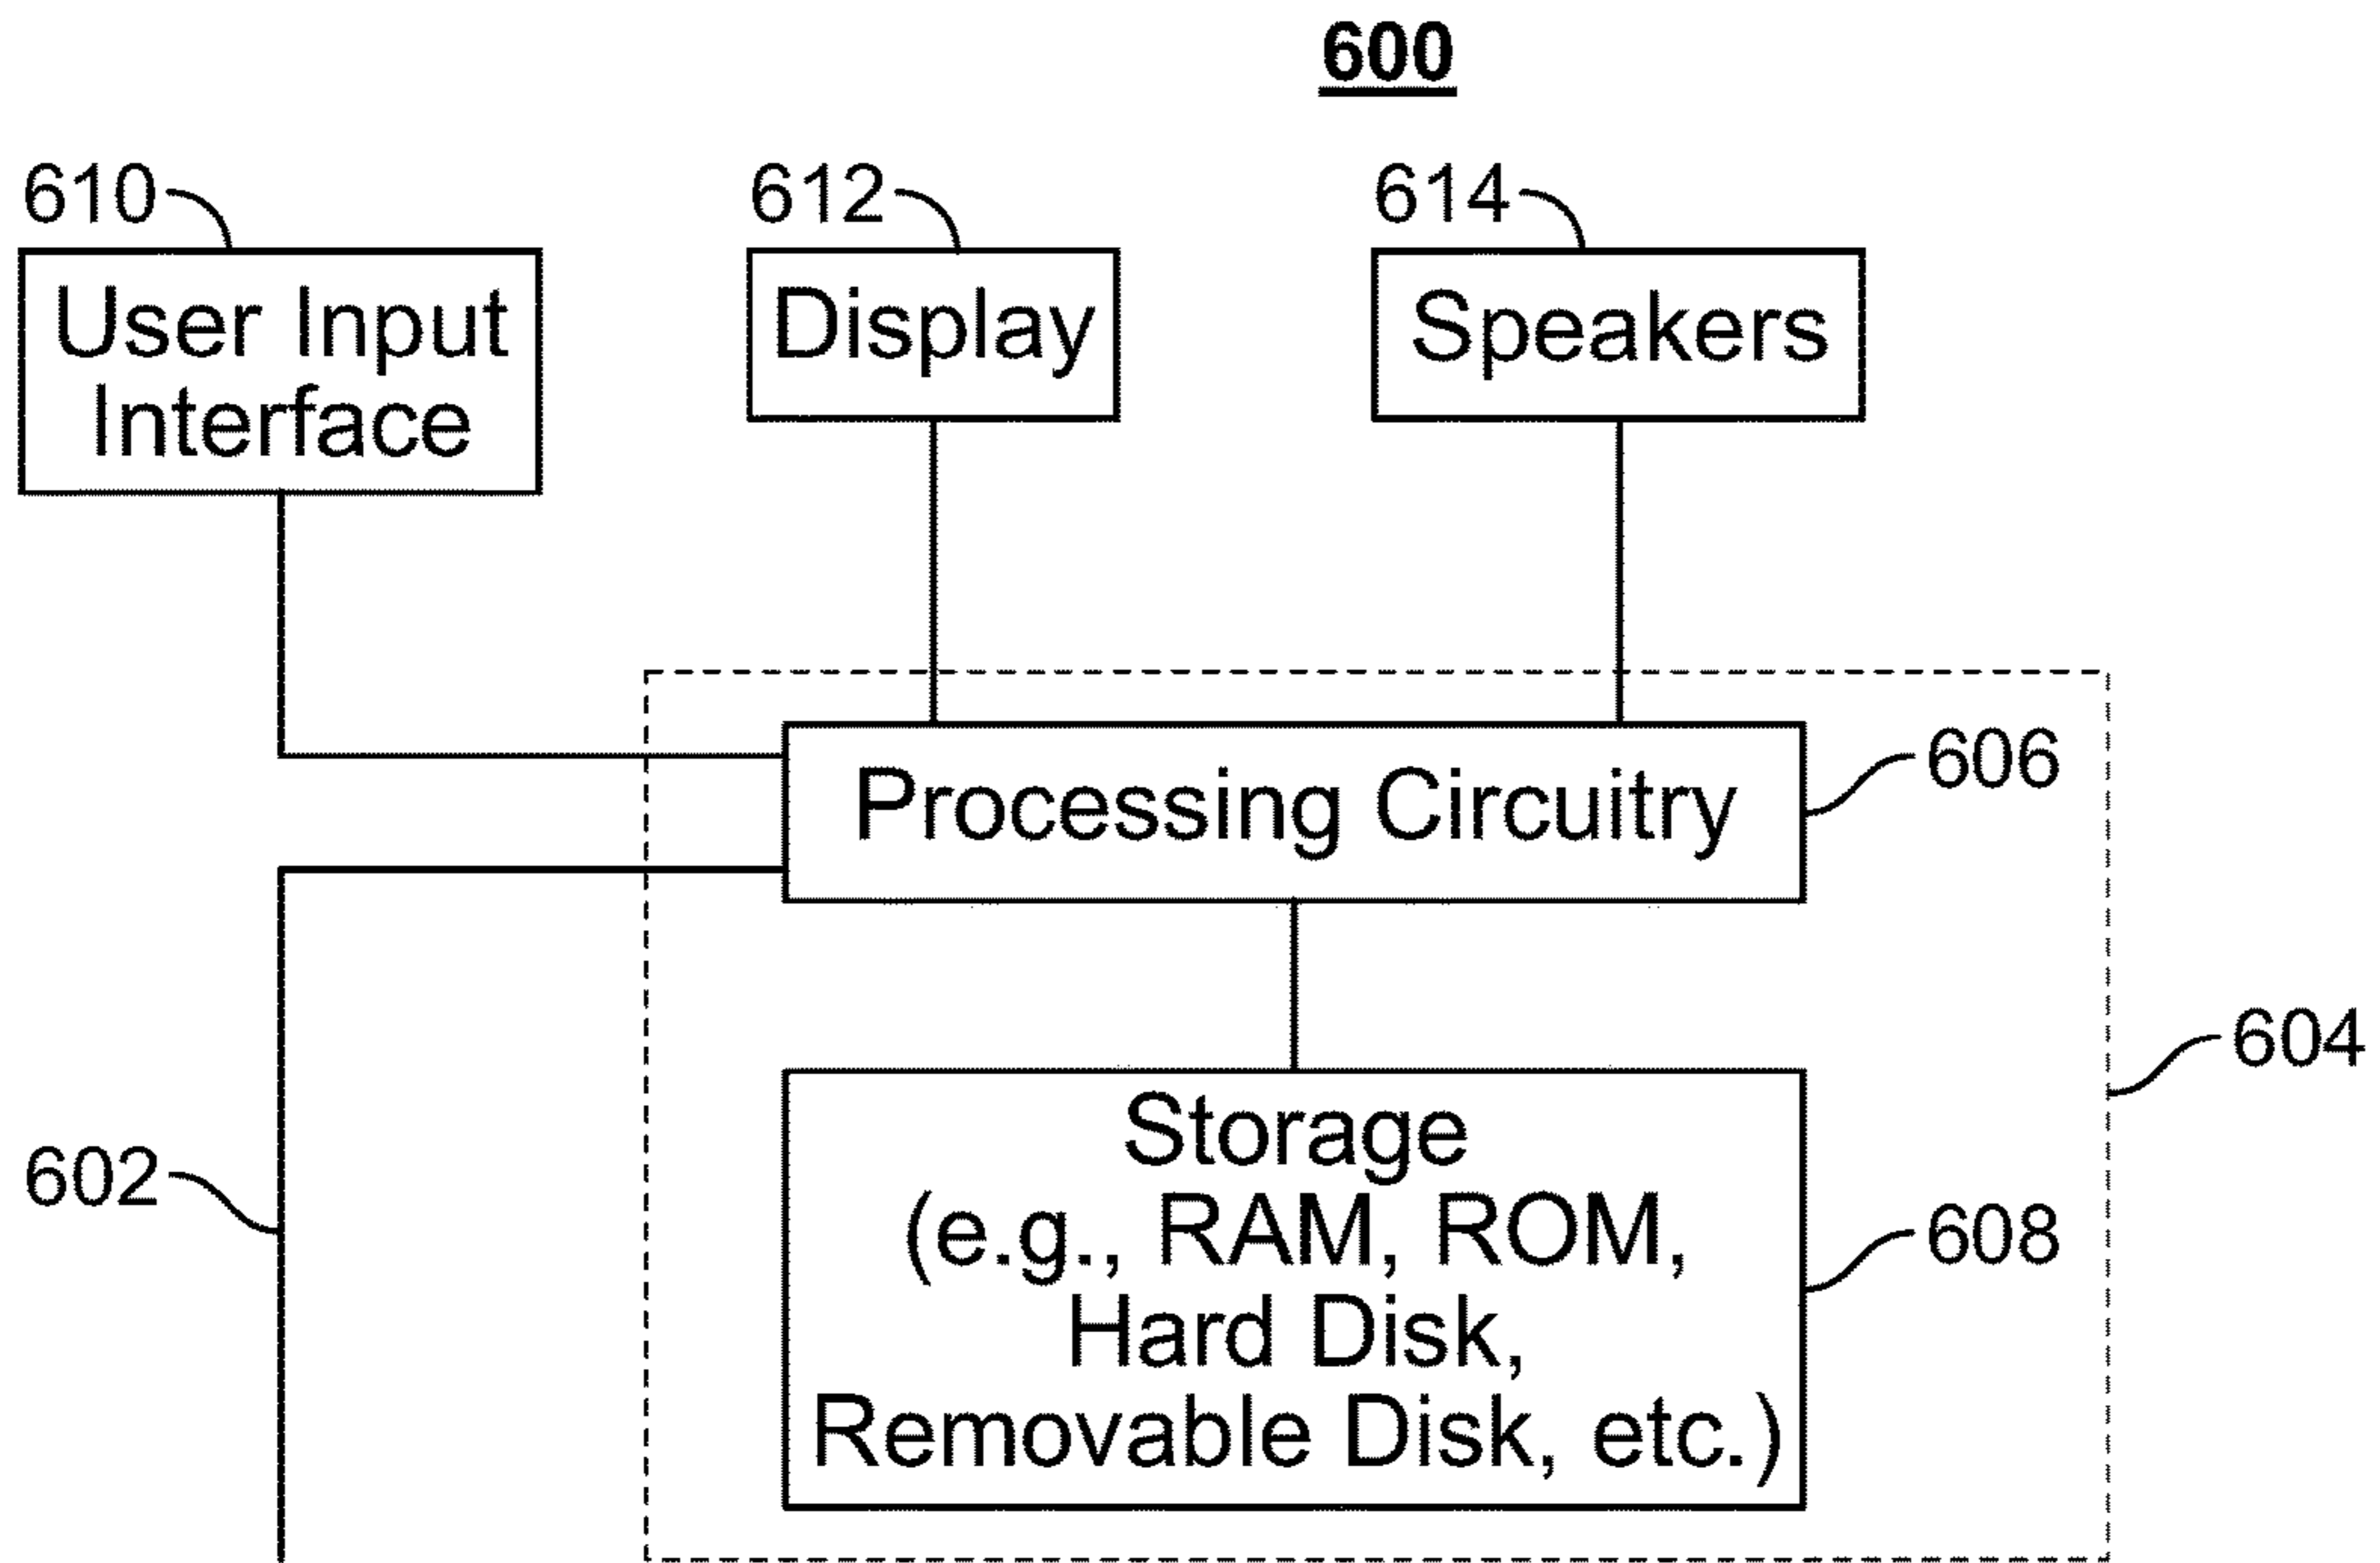 600
610
612
614
User Input
Interface
Display
Speakers
Processing Circuitry
606
604
602
Storage
(e.g., RAM, ROM,
Hard Disk,
Removable Disk, etc.)
608